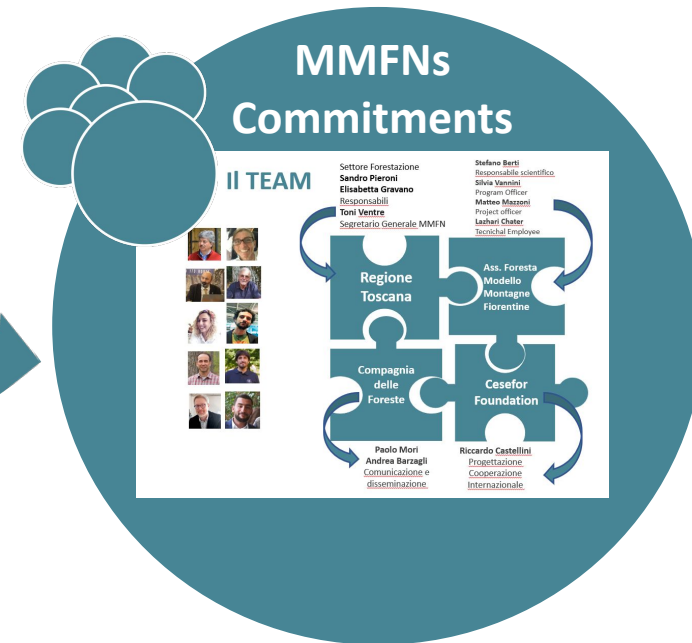 MMFNs
Commitments
Il TEAM
Settore Forestazione
Sandro Pieroni
Elisabetta Gravano
Responsabili
Toni Ventre
Segretario Generale MMFN
Stefano Berti
Responsabile scientifico
Silvia Vannini
Program Officer
Matteo Mazzoni
Project officer
Lazhari Chater
Tecnichal Employee
Regione
Toscana
Ass. Foresta
Modello
Montagne
Fiorentine
Compagnia
delle
Foreste
Cesefor
Foundation
Paolo Mori
Andrea Barzagli
Comunicazione e
disseminazione
Riccardo Castellini
Progettazione
Cooperazione
Internazionale